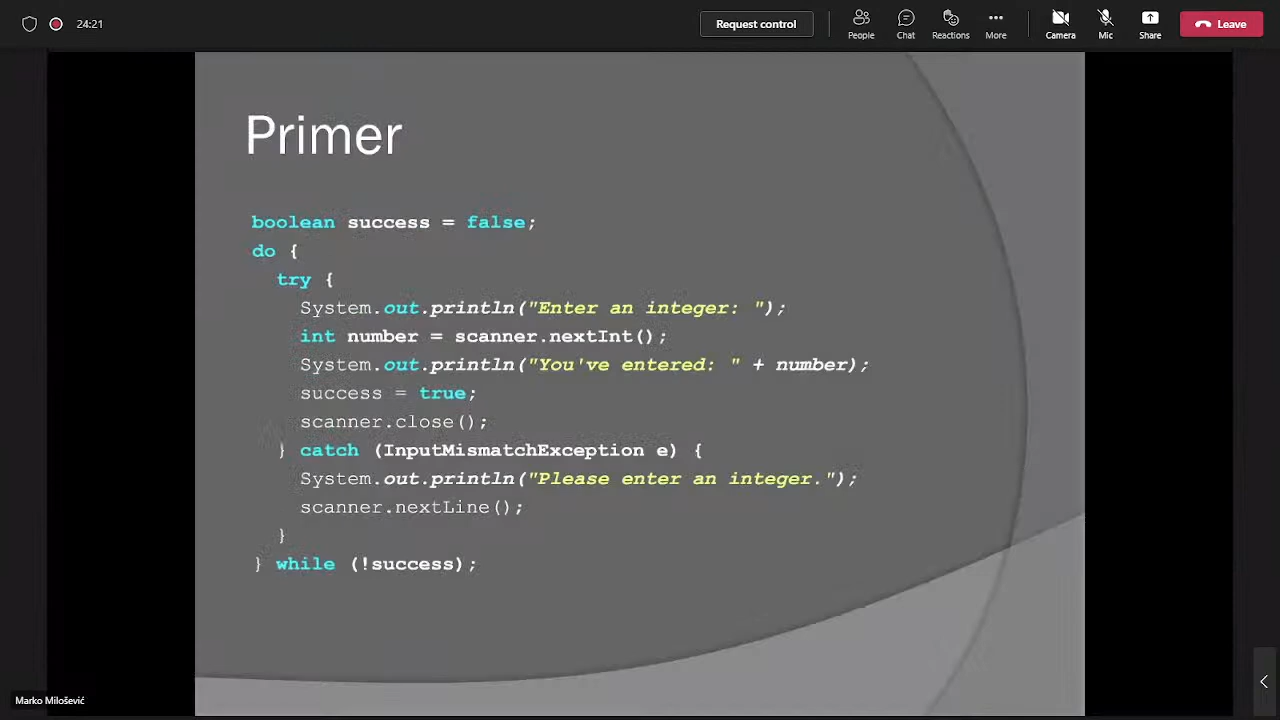 24:21
Request control
People
Chat
Reactions
More
Camera
Mic
Share
Leave
Primer
boolean success = false;
do {
try {
System.out.println("Enter an integer: ");
int number = scanner.nextInt();
System.out.println("You've entered: " + number);
success = true;
scanner.close();
} catch (InputMismatchException e) {
System.out.println("Please enter an integer.");
scanner.nextLine();
}
} while (!success);
Marko Milošević